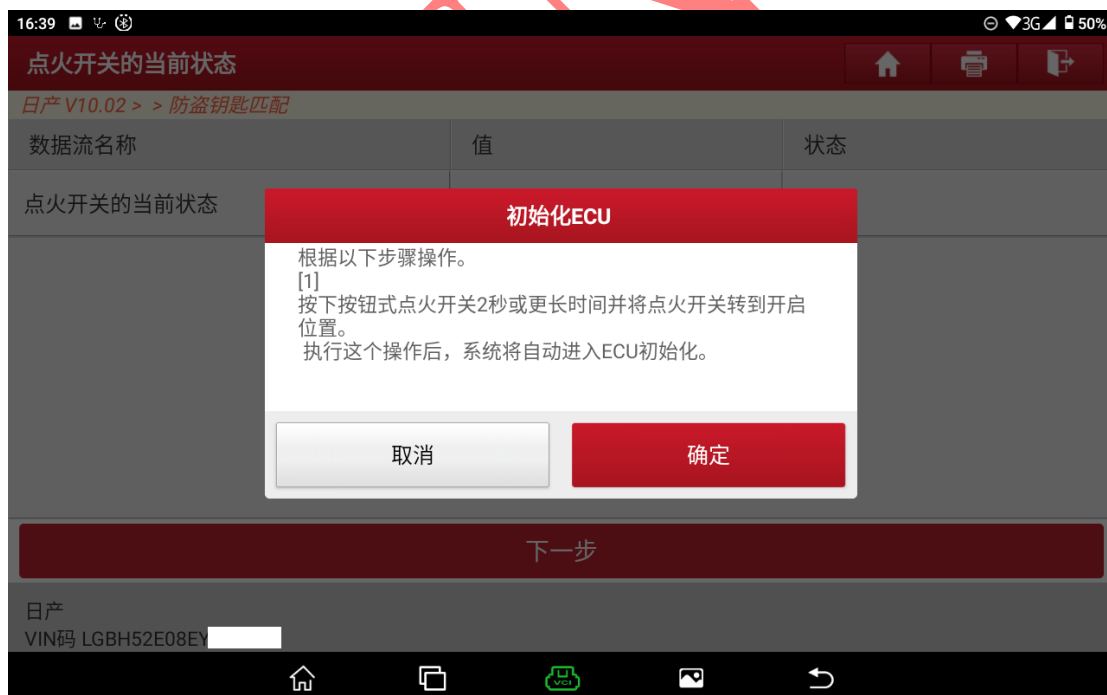 16:39
3G
50%
点火开关的当前状态
日产 V10.02 > > 防盗钥匙匹配
数据流名称 值 状态
点火开关的当前状态
初始化ECU
根据以下步骤操作。
[1]
按下按钮式点火开关2秒或更长时间并将点火开关转到开启
位置。
执行这个操作后，系统将自动进入ECU初始化。
取消 确定
下一步
日产
VIN码 LGBH52E08EY
VCI